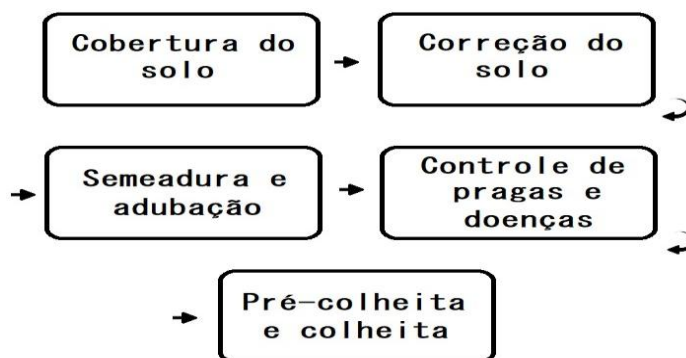 Cobertura do
solo
Correção do
solo
Semeadura e
adubação
Controle de
pragas e
doenças
Pré-colheita
e colheita